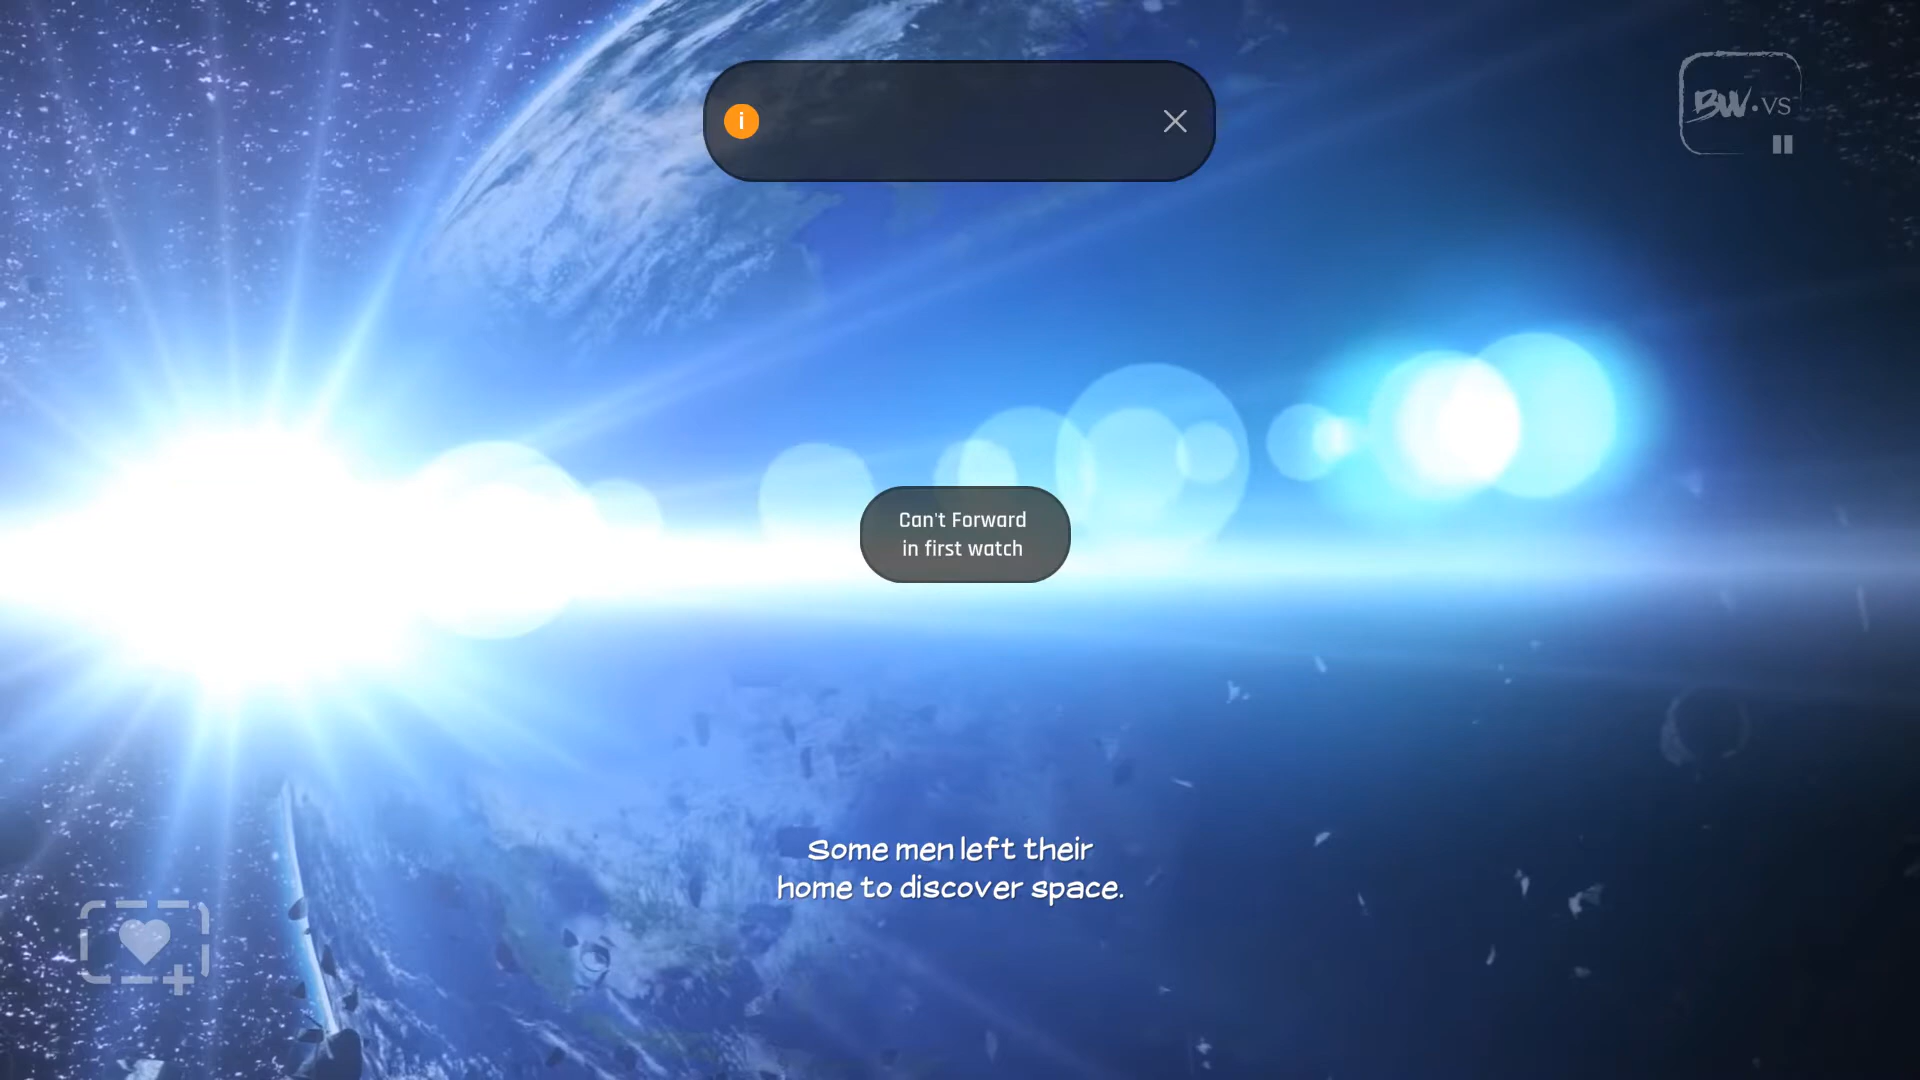 i
BW.VS
Can't Forward
in first watch
Some men left their
home to discover space.